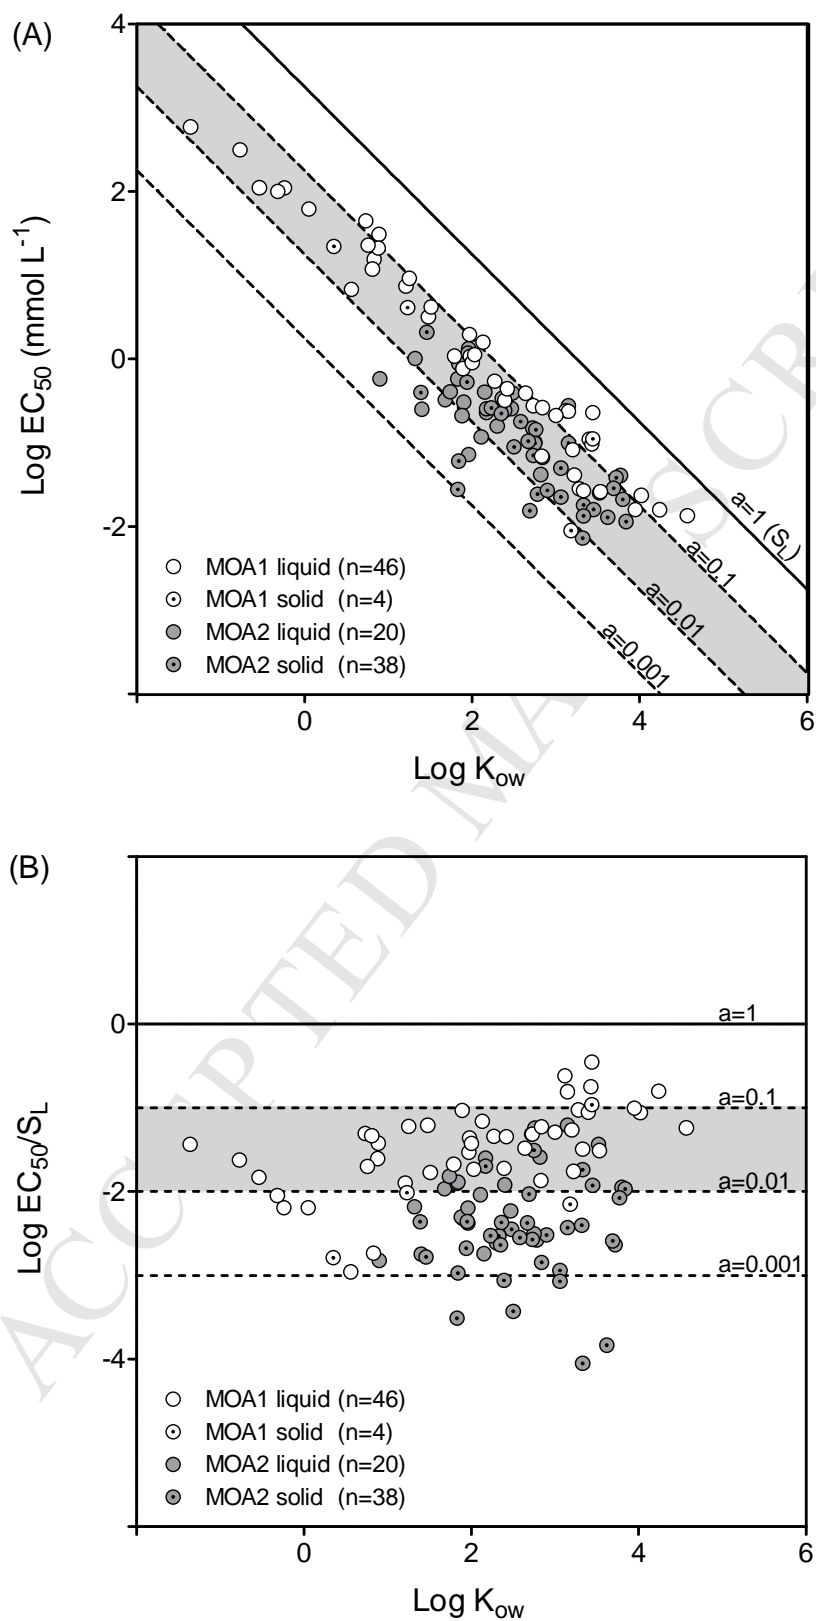 (A)
4
2
0
-2
Log EC50 (mmol L-1)
a=1 (SL)
a=0.1
a=0.01
a=0.001
MOA1 liquid (n=46)
MOA1 solid (n=4)
MOA2 liquid (n=20)
MOA2 solid (n=38)
0 2 4 6
Log Kow
(B)
0
-2
-4
Log EC50/SL
a=1
a=0.1
a=0.01
a=0.001
MOA1 liquid (n=46)
MOA1 solid (n=4)
MOA2 liquid (n=20)
MOA2 solid (n=38)
0 2 4 6
Log Kow
ACCEPTED MANUSCRI